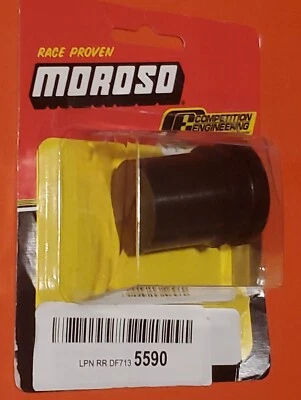 RACE PROVEN
MOROSO
COMPETITION
ENGINEERING
LPN RR DF713 5590